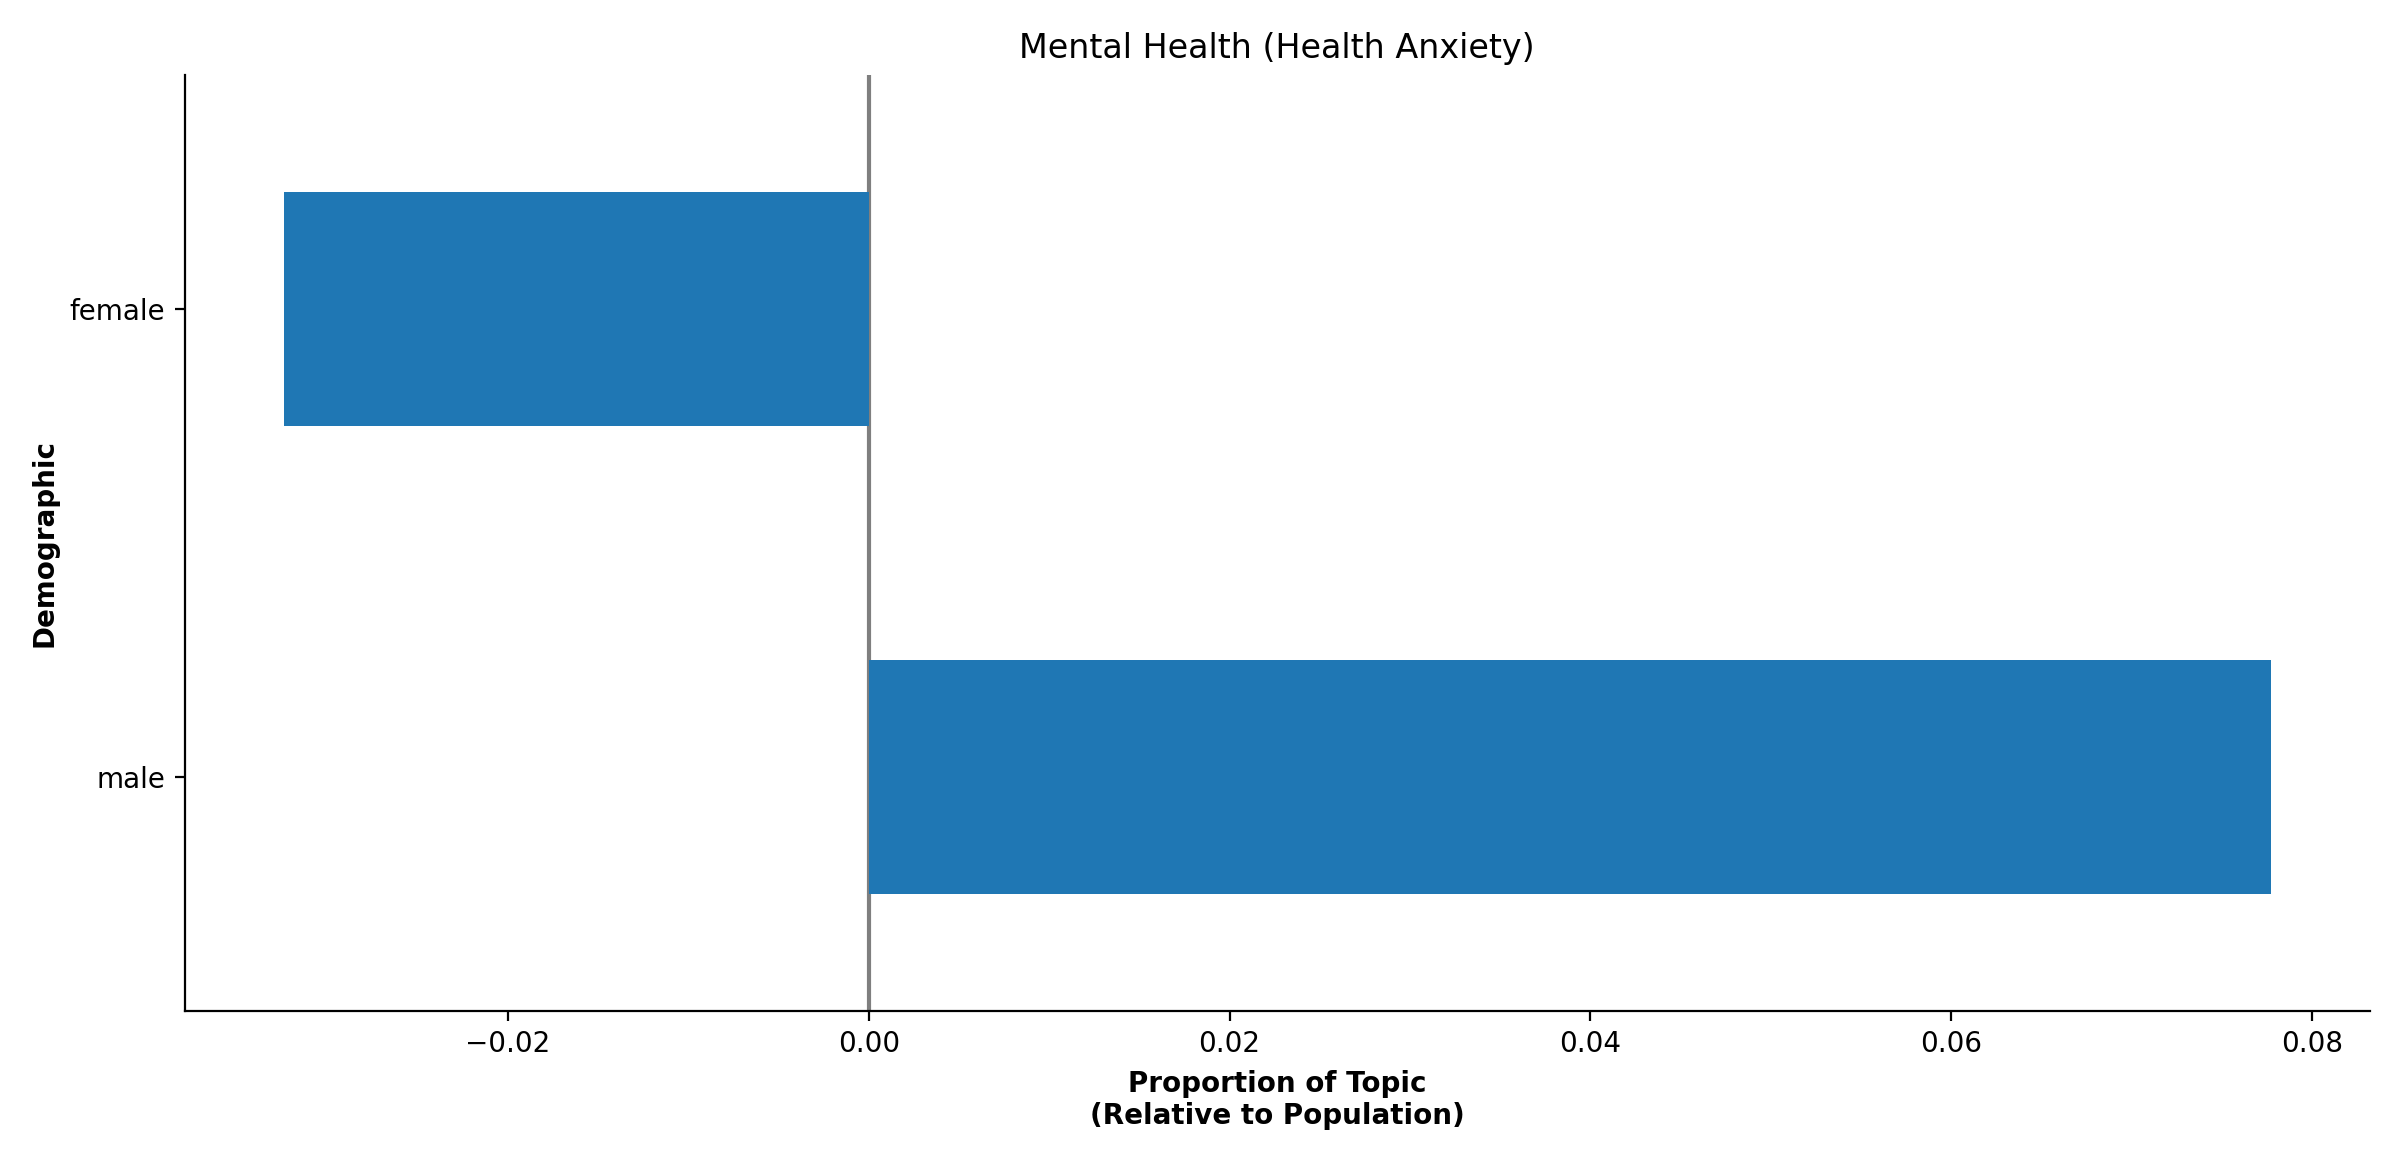 Mental Health (Health Anxiety)
female
male
Demographic
−0.02
0.00
0.02
0.04
0.06
0.08
Proportion of Topic
(Relative to Population)